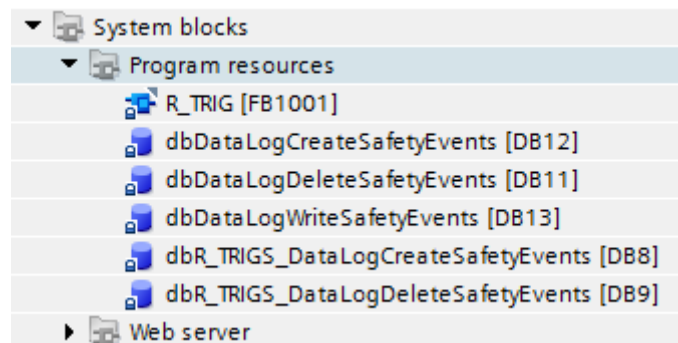 System blocks
Program resources
R_TRIG [FB1001]
dbDataLogCreateSafetyEvents [DB12]
dbDataLogDeleteSafetyEvents [DB11]
dbDataLogWriteSafetyEvents [DB13]
dbR_TRIGS_DataLogCreateSafetyEvents [DB8]
dbR_TRIGS_DataLogDeleteSafetyEvents [DB9]
Web server